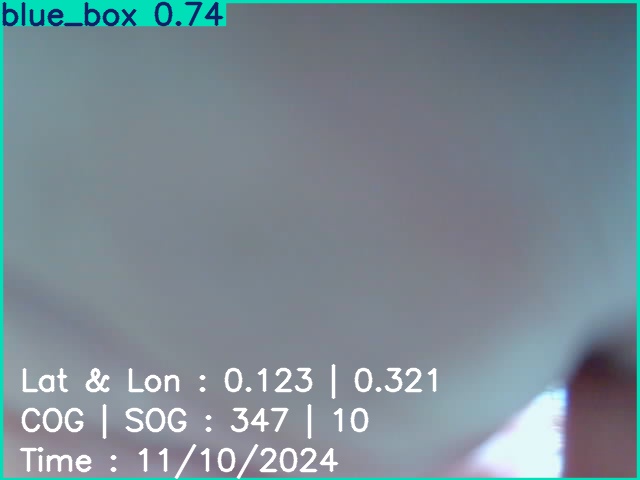 blue_box 0.74
Lat & Lon : 0.123 | 0.321
COG | SOG : 347 | 10
Time : 11/10/2024